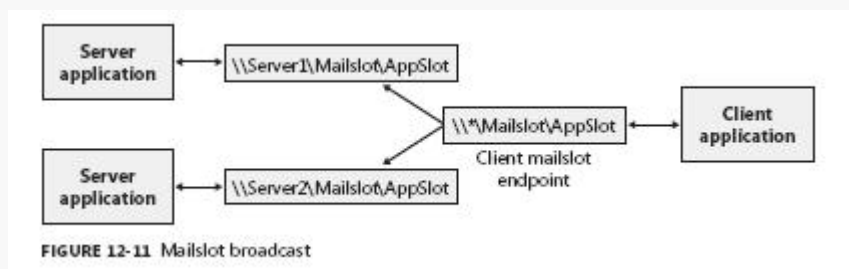 Server
application
\\Server1\Mailslot\AppSlot
\\*\Mailslot\AppSlot
Client
application
Client mailslot
endpoint
Server
application
\\Server2\Mailslot\AppSlot
FIGURE 12-11 Mailslot broadcast